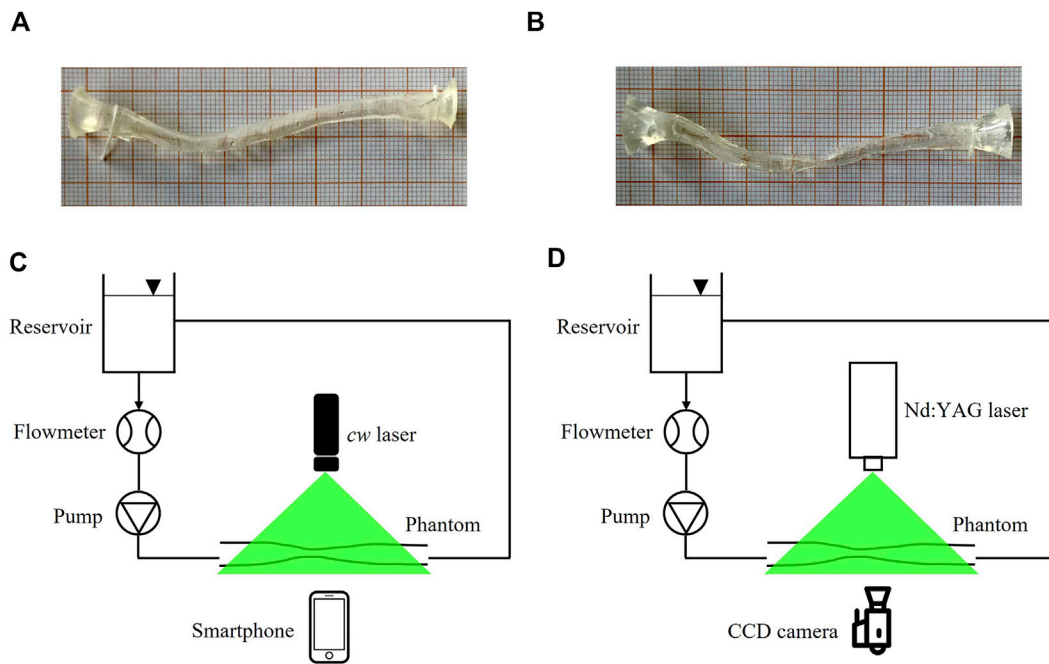 A
B
C
D
Reservoir
Reservoir
Flowmeter
cw laser
Flowmeter
Nd:YAG laser
Pump
Phantom
Pump
Phantom
Smartphone
CCD camera